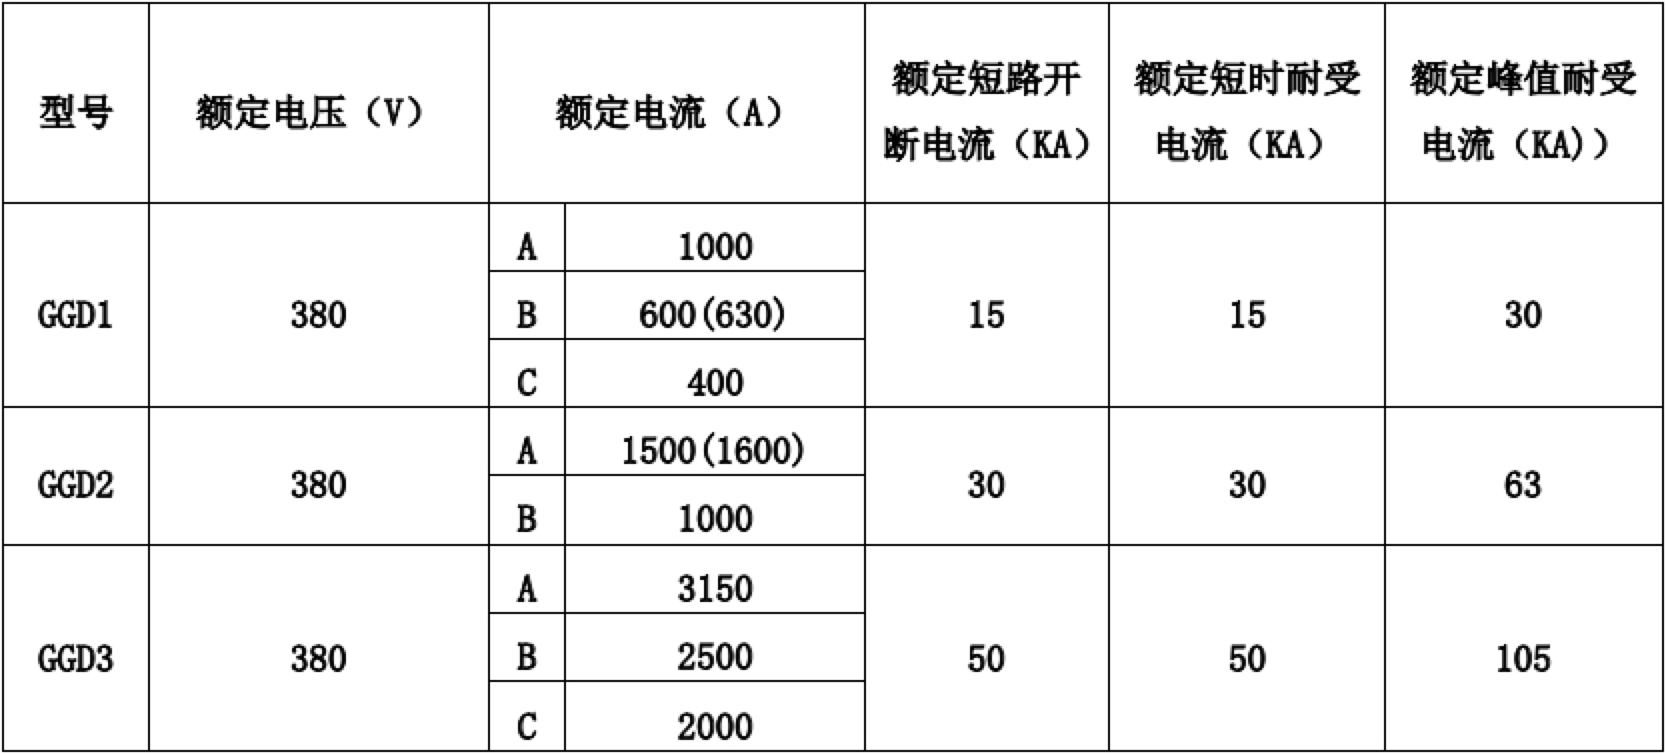 型号 额定电压（V） 额定电流（A） 额定短路开断电流（KA） 额定短时耐受电流（KA） 额定峰值耐受电流（KA)）
GGD1 380 A 1000 15 15 30
B 600(630)
C 400
GGD2 380 A 1500(1600) 30 30 63
B 1000
GGD3 380 A 3150 50 50 105
B 2500
C 2000